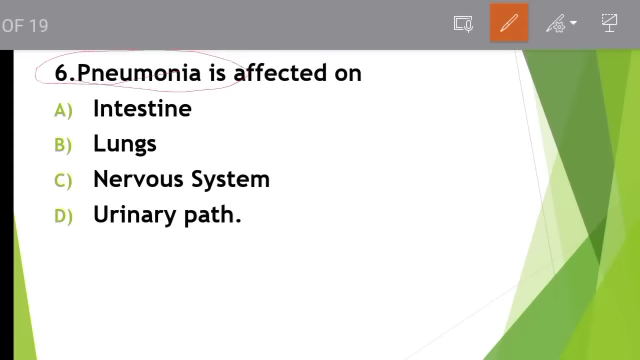 OF 19
6.Pneumonia is affected on
A) Intestine
B) Lungs
C) Nervous System
D) Urinary path.